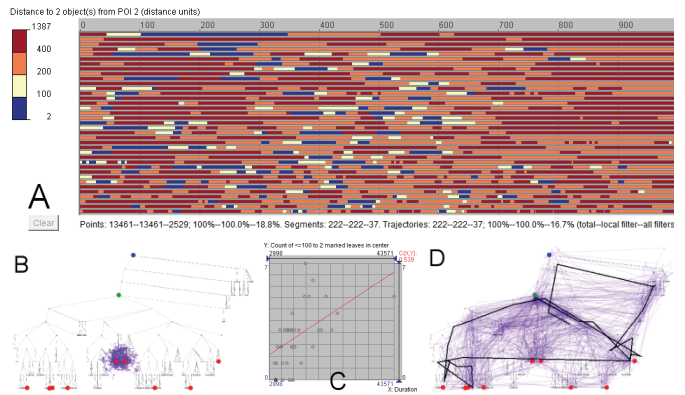 Distance to 2 object(s) from POI 2 (distance units)
1387
400
200
100
2
0 100 200 300 400 500 600 700 800 900
A
Clear
Points: 13461--13461--2529; 100%--100.0%--18.8%. Segments: 222--222--37. Trajectories: 222--222--37; 100%--100.0%--16.7% (total--local filter--all filters
B
Y: Count of <=100 to 2 marked leaves in center
2898 43571
7 7
0.539
0
2898 43571
X: Duration
C
D